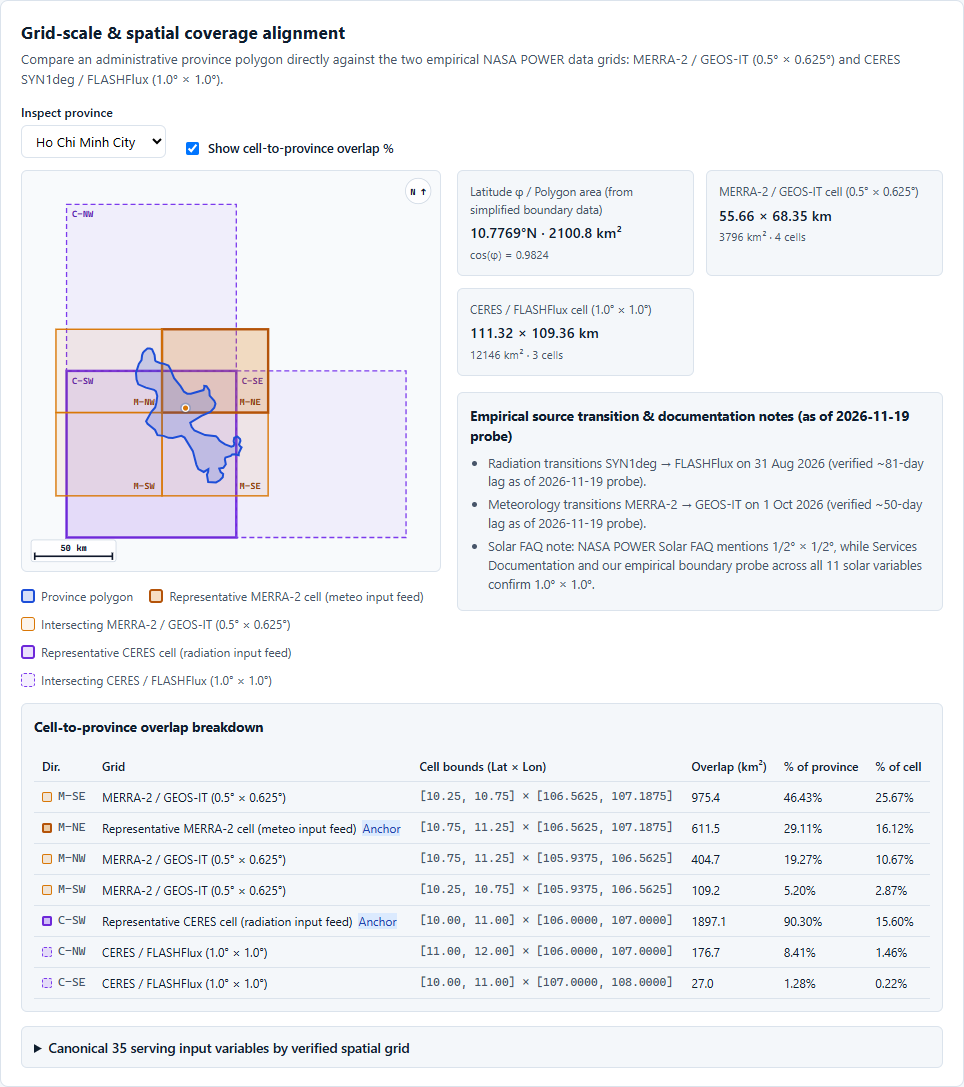 Grid-scale & spatial coverage alignment
Compare an administrative province polygon directly against the two empirical NASA POWER data grids: MERRA-2 / GEOS-IT (0.5° × 0.625°) and CERES
SYN1deg / FLASHFlux (1.0° × 1.0°).
Inspect province
Ho Chi Minh City
Show cell-to-province overlap %
N ↑
C-NW
C-SW
C-SE
M-NW
M-NE
M-SW
M-SE
50 km
Latitude φ / Polygon area (from
simplified boundary data)
10.7769°N · 2100.8 km²
cos(φ) = 0.9824
MERRA-2 / GEOS-IT cell (0.5° × 0.625°)
55.66 × 68.35 km
3796 km² · 4 cells
CERES / FLASHFlux cell (1.0° × 1.0°)
111.32 × 109.36 km
12146 km² · 3 cells
Empirical source transition & documentation notes (as of 2026-11-19
probe)
• Radiation transitions SYN1deg → FLASHFlux on 31 Aug 2026 (verified ~81-day
lag as of 2026-11-19 probe).
• Meteorology transitions MERRA-2 → GEOS-IT on 1 Oct 2026 (verified ~50-day
lag as of 2026-11-19 probe).
• Solar FAQ note: NASA POWER Solar FAQ mentions 1/2° × 1/2°, while Services
Documentation and our empirical boundary probe across all 11 solar variables
confirm 1.0° × 1.0°.
Province polygon
Representative MERRA-2 cell (meteo input feed)
Intersecting MERRA-2 / GEOS-IT (0.5° × 0.625°)
Representative CERES cell (radiation input feed)
Intersecting CERES / FLASHFlux (1.0° × 1.0°)
Cell-to-province overlap breakdown
Dir. Grid Cell bounds (Lat × Lon) Overlap (km²) % of province % of cell
M-SE MERRA-2 / GEOS-IT (0.5° × 0.625°) [10.25, 10.75] × [106.5625, 107.1875] 975.4 46.43% 25.67%
M-NE Representative MERRA-2 cell (meteo input feed) Anchor [10.75, 11.25] × [106.5625, 107.1875] 611.5 29.11% 16.12%
M-NW MERRA-2 / GEOS-IT (0.5° × 0.625°) [10.75, 11.25] × [105.9375, 106.5625] 404.7 19.27% 10.67%
M-SW MERRA-2 / GEOS-IT (0.5° × 0.625°) [10.25, 10.75] × [105.9375, 106.5625] 109.2 5.20% 2.87%
C-SW Representative CERES cell (radiation input feed) Anchor [10.00, 11.00] × [106.0000, 107.0000] 1897.1 90.30% 15.60%
C-NW CERES / FLASHFlux (1.0° × 1.0°) [11.00, 12.00] × [106.0000, 107.0000] 176.7 8.41% 1.46%
C-SE CERES / FLASHFlux (1.0° × 1.0°) [10.00, 11.00] × [107.0000, 108.0000] 27.0 1.28% 0.22%
▶ Canonical 35 serving input variables by verified spatial grid